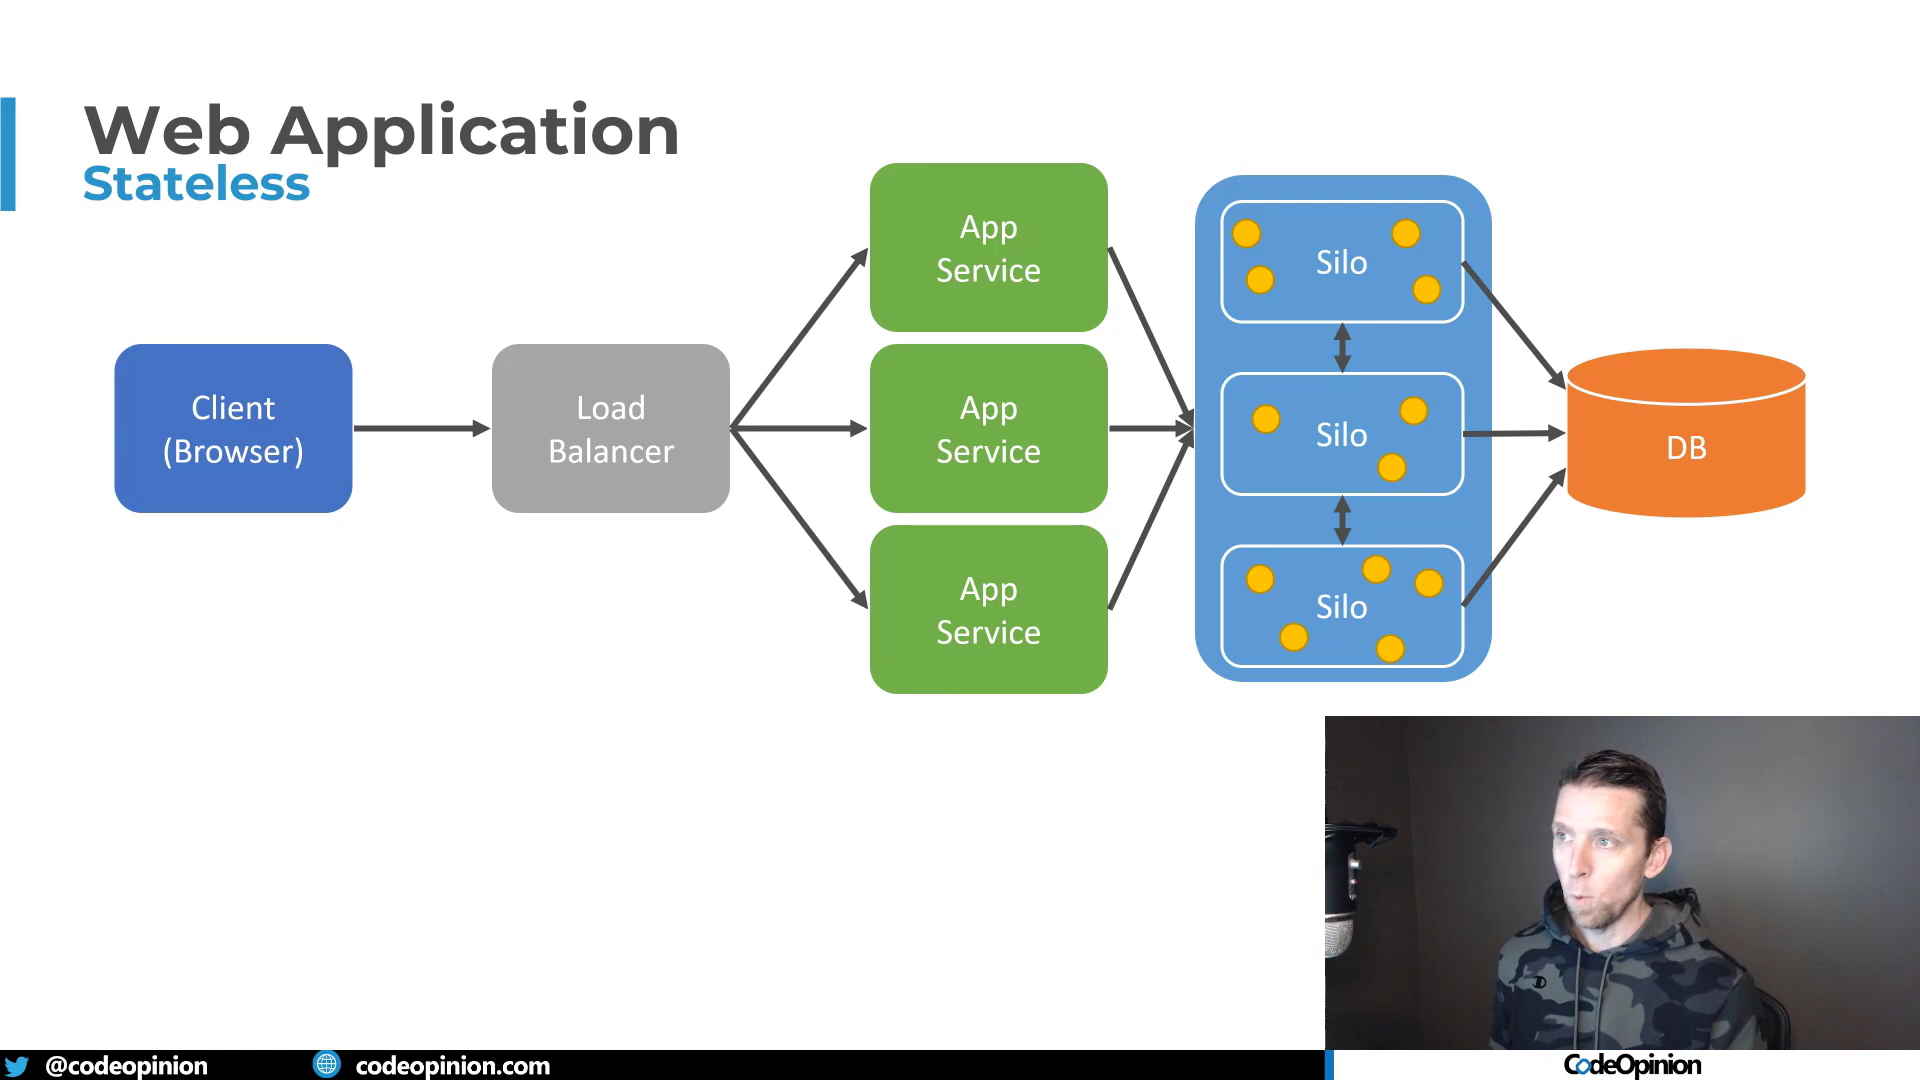 Web Application
Stateless
Client
(Browser)
Load
Balancer
App
Service
App
Service
App
Service
Silo
Silo
Silo
DB
@codeopinion
codeopinion.com
CodeOpinion